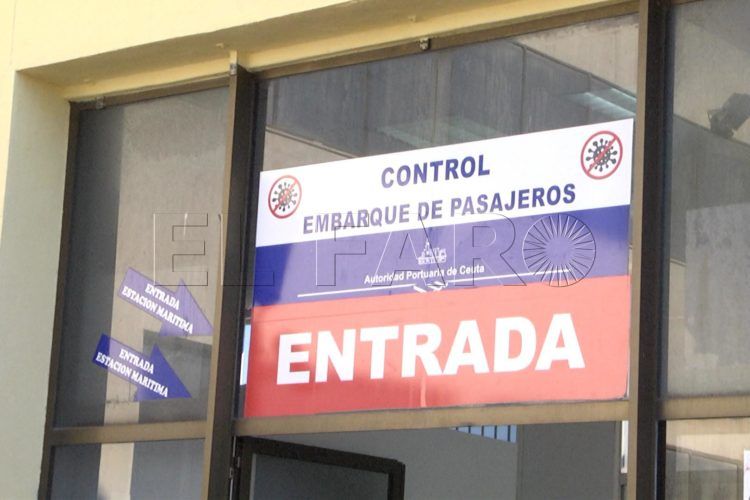 CONTROL
EMBARQUE DE PASAJEROS
EL FARO
Autoridad Portuaria de Ceuta
ENTRADA
ENTRADA
ESTACION MARITIMA
ENTRADA
ESTACION MARITIMA